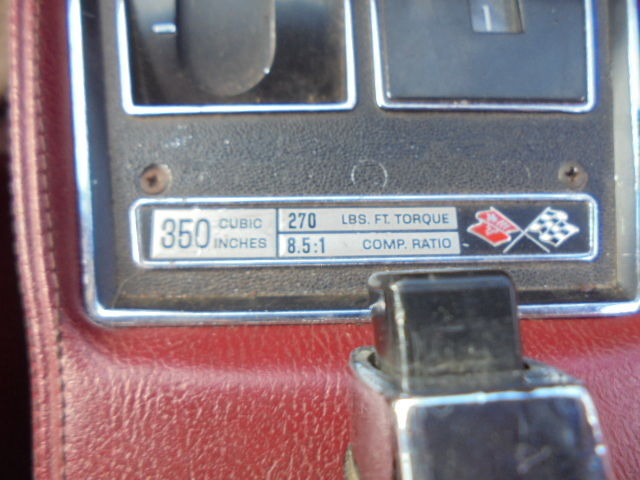 350 CUBIC INCHES
270 LBS. FT. TORQUE
8.5:1 COMP. RATIO